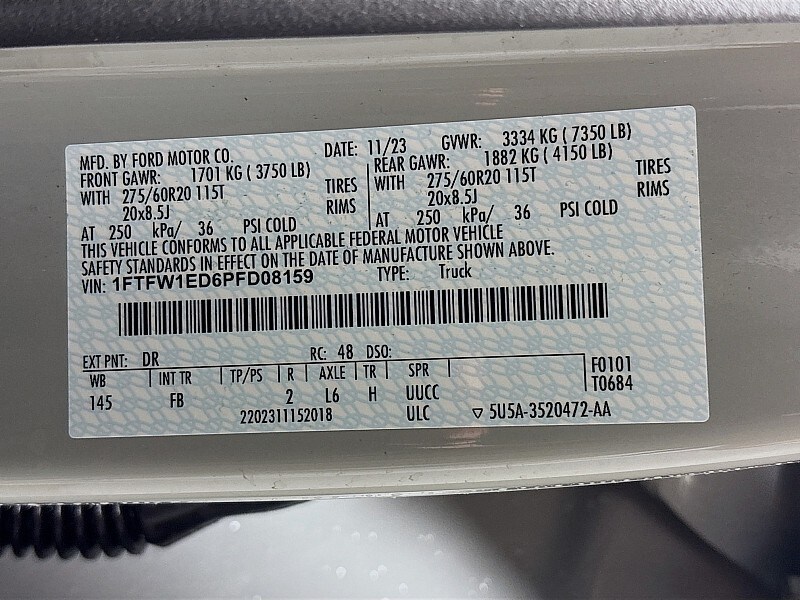 MFD. BY FORD MOTOR CO. DATE: 11/23 GVWR: 3334 KG ( 7350 LB)
FRONT GAWR: 1701 KG ( 3750 LB) REAR GAWR: 1882 KG ( 4150 LB)
WITH 275/60R20 115T TIRES WITH 275/60R20 115T TIRES
20x8.5J RIMS 20x8.5J RIMS
AT 250 kPa/ 36 PSI COLD AT 250 kPa/ 36 PSI COLD
THIS VEHICLE CONFORMS TO ALL APPLICABLE FEDERAL MOTOR VEHICLE
SAFETY STANDARDS IN EFFECT ON THE DATE OF MANUFACTURE SHOWN ABOVE.
VIN: 1FTFW1ED6PFD08159 TYPE: Truck
EXT PNT: DR RC: 48 DSO: F0101
WB INT TR TP/PS R AXLE TR SPR T0684
145 FB 2 L6 H UUCC
2202311152018 ULC ▽ 5U5A-3520472-AA